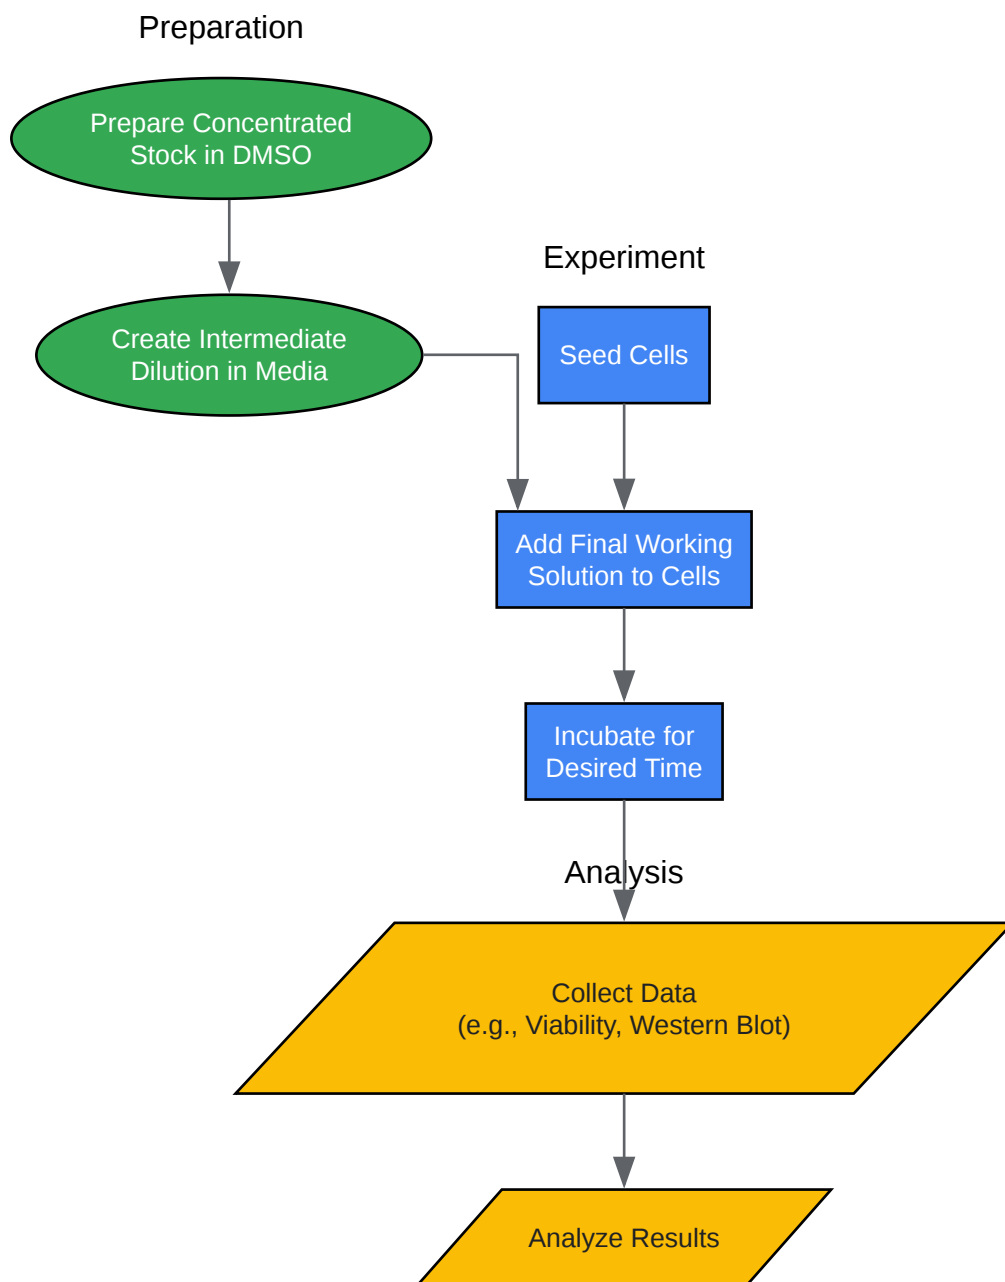 Preparation
Prepare Concentrated
Stock in DMSO
Create Intermediate
Dilution in Media
Experiment
Seed Cells
Add Final Working
Solution to Cells
Incubate for
Desired Time
Analysis
Collect Data
(e.g., Viability, Western Blot)
Analyze Results